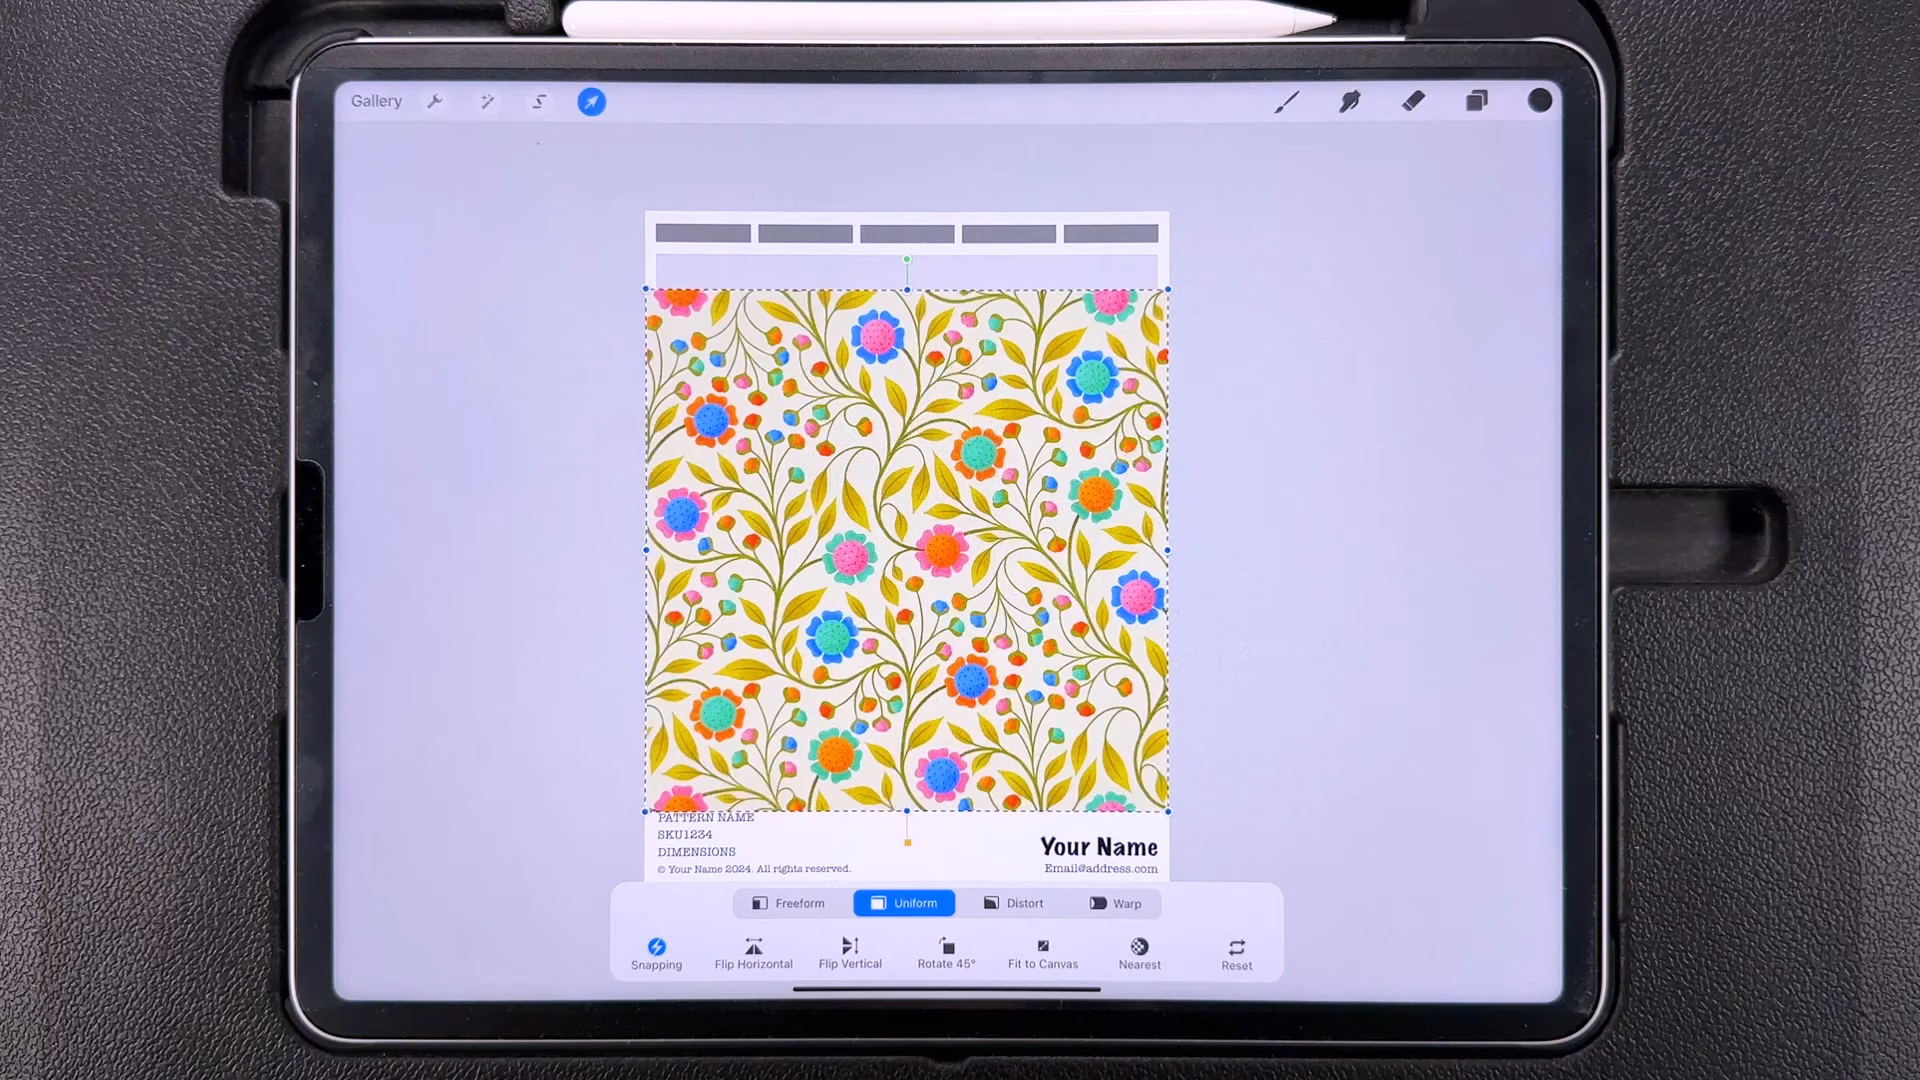 Gallery
PATTERN NAME
SKU1234
DIMENSIONS
© Your Name 2024. All rights reserved.
Your Name
Email@address.com
Freeform
Uniform
Distort
Warp
Snapping
Flip Horizontal
Flip Vertical
Rotate 45°
Fit to Canvas
Nearest
Reset